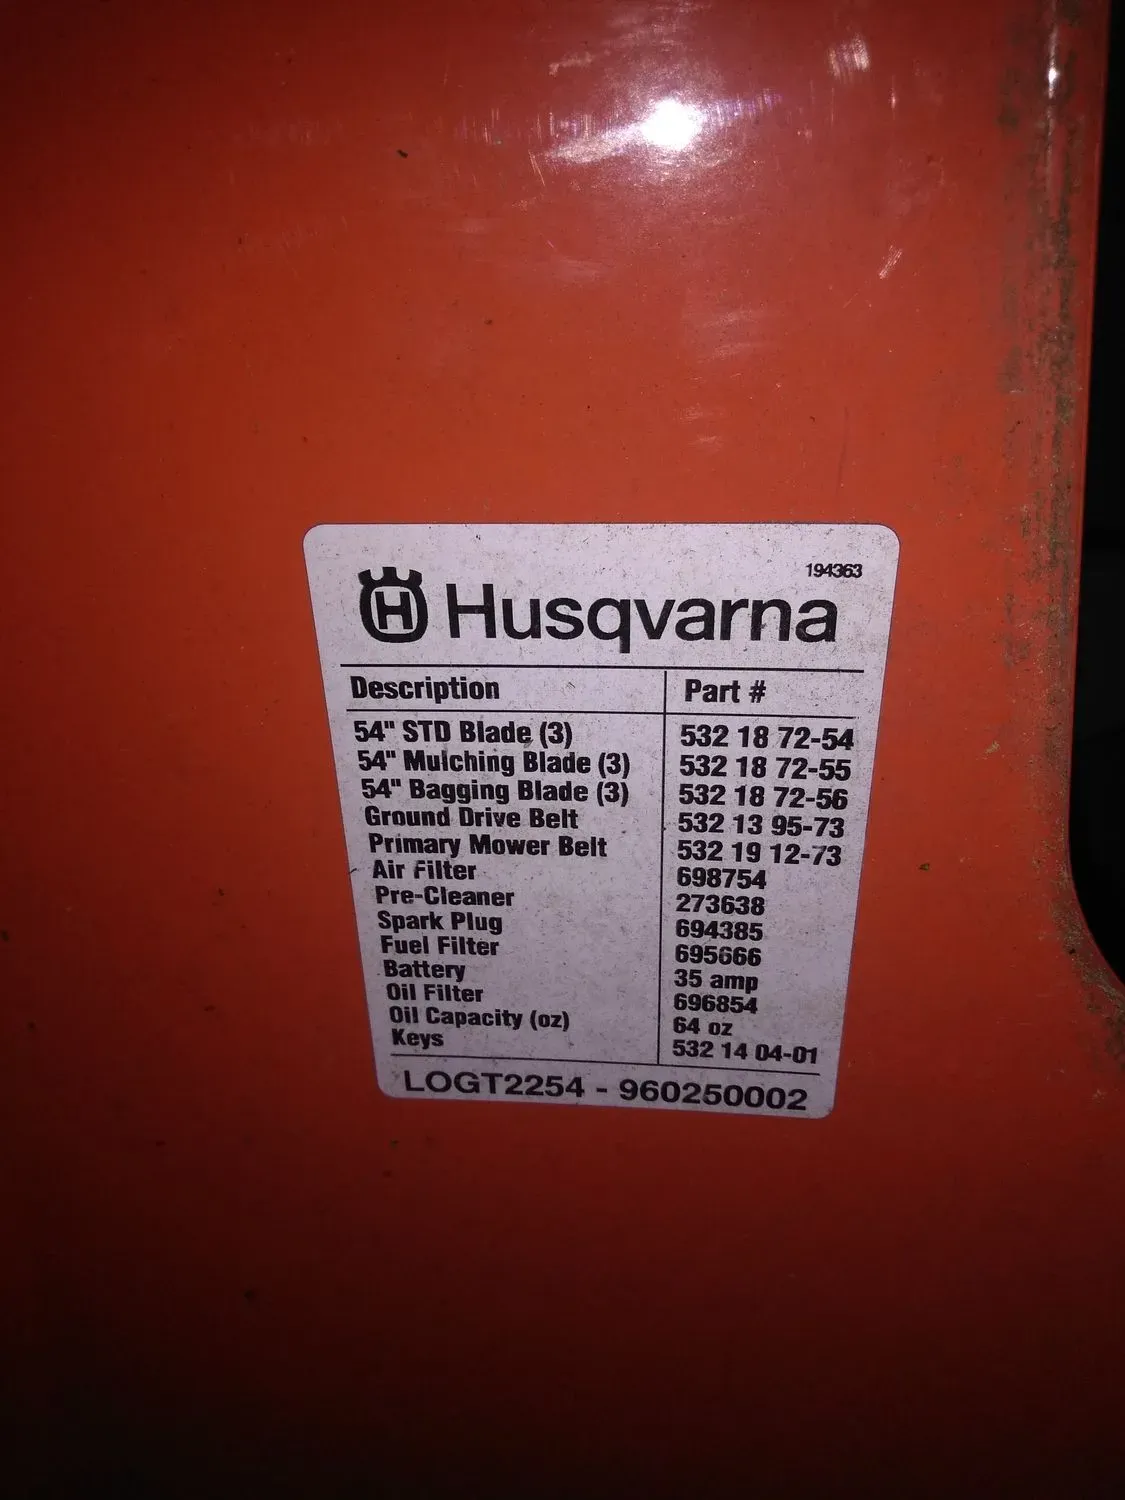 194363
H Husqvarna
Description Part #
54" STD Blade (3) 532 18 72-54
54" Mulching Blade (3) 532 18 72-55
54" Bagging Blade (3) 532 18 72-56
Ground Drive Belt 532 13 95-73
Primary Mower Belt 532 19 12-73
Air Filter 698754
Pre-Cleaner 273638
Spark Plug 694385
Fuel Filter 695666
Battery 35 amp
Oil Filter 696854
Oil Capacity (oz) 64 oz
Keys 532 14 04-01
LOGT2254 - 960250002